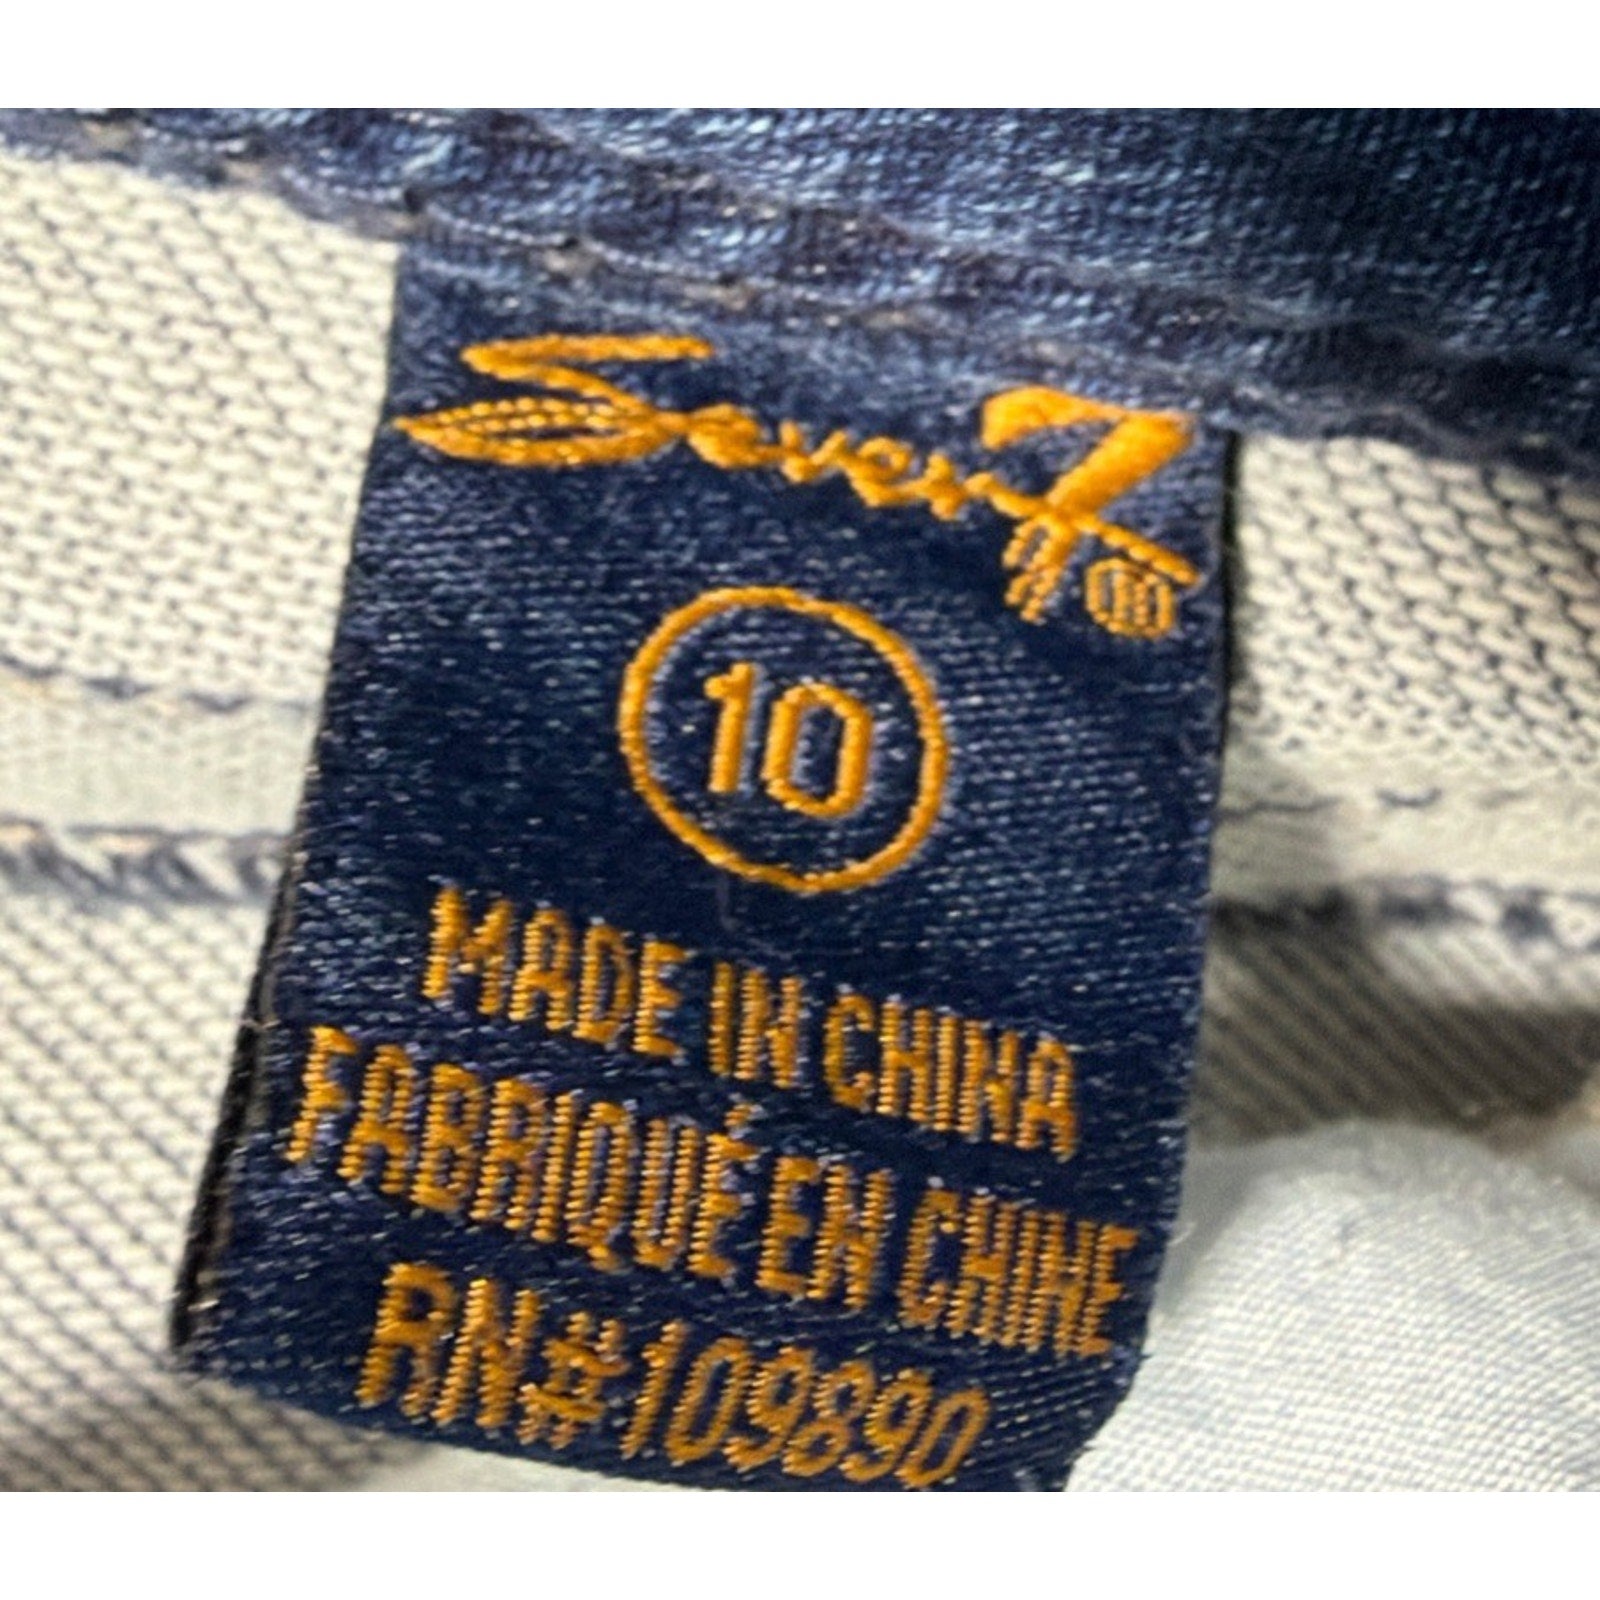 Seven7®
10
MADE IN CHINA
FABRIQUÉ EN CHINE
RN#109890